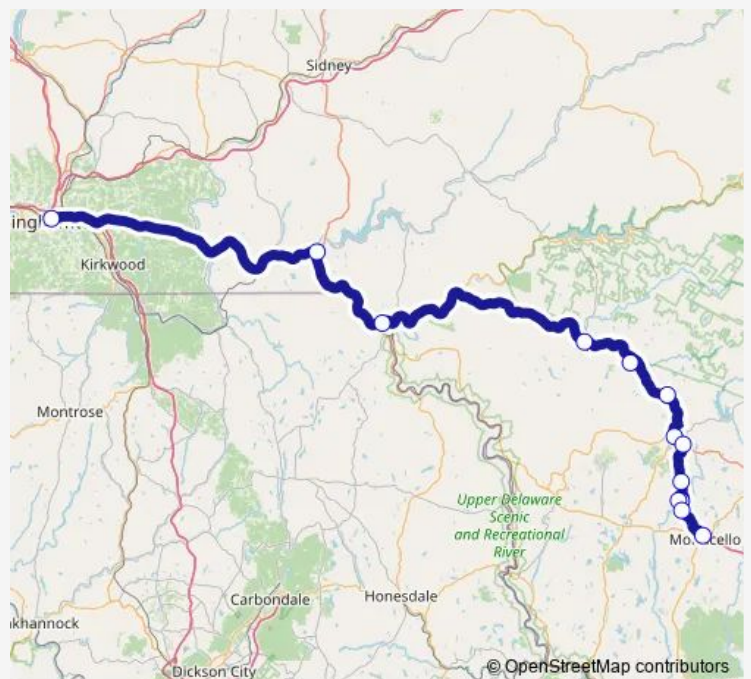 Sidney
Kirkwood
Montrose
Upper Delaware
Scenic
and Recreational
River
Carbondale
Honesdale
Dickson City
© OpenStreetMap contributors